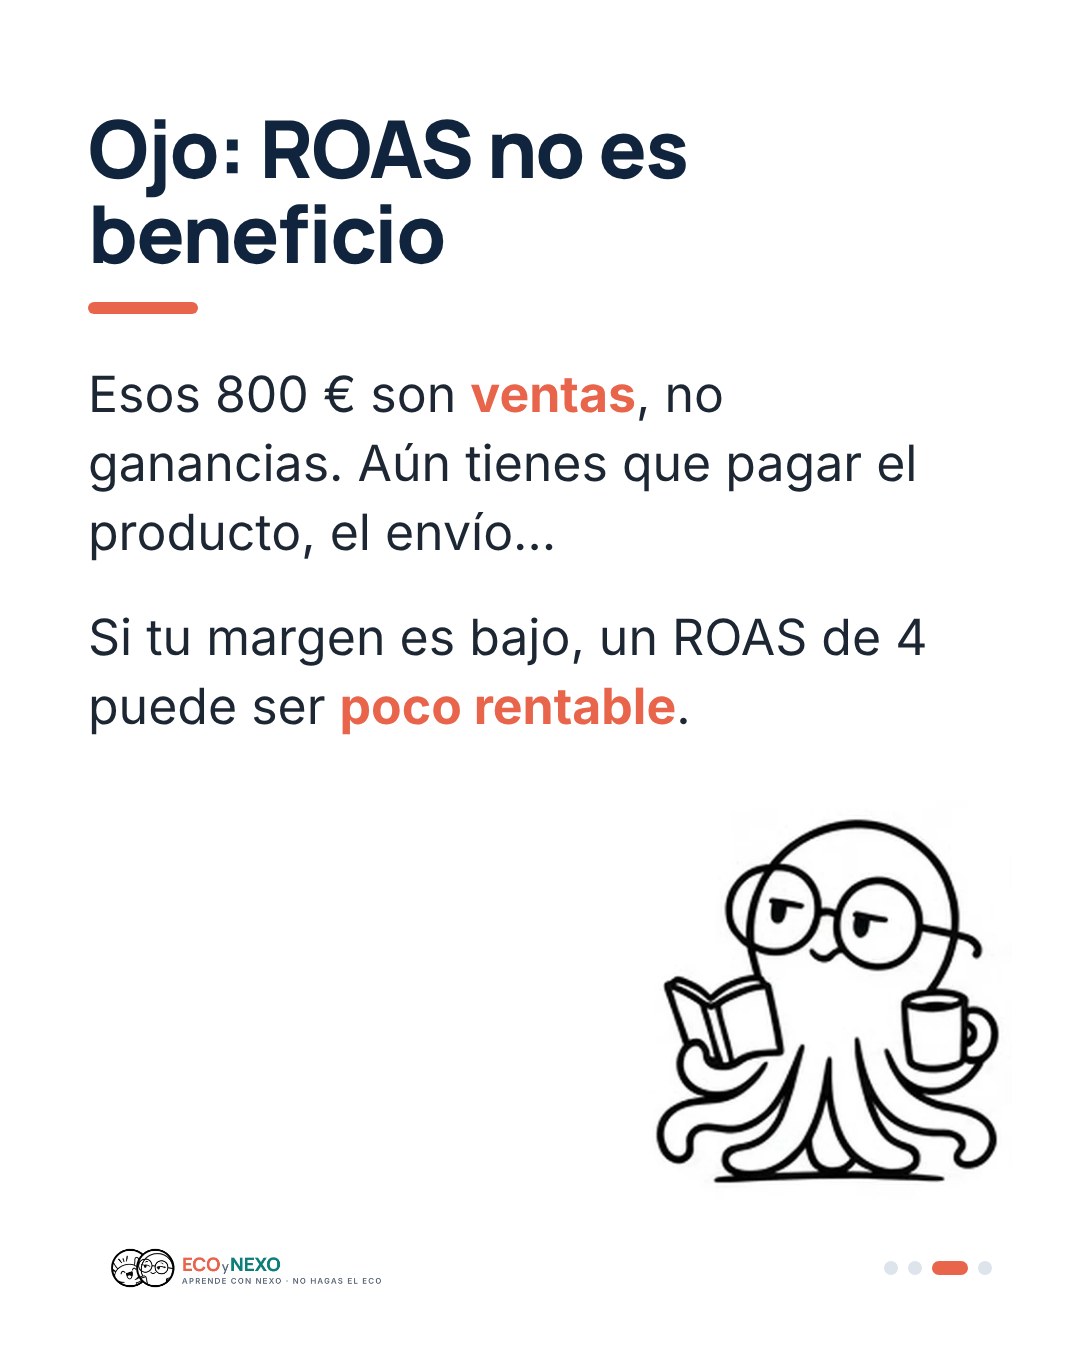 Ojo: ROAS no es
beneficio
Esos 800 € son ventas, no
ganancias. Aún tienes que pagar el
producto, el envío...
Si tu margen es bajo, un ROAS de 4
puede ser poco rentable.
ECOyNEXO
APRENDE CON NEXO · NO HAGAS EL ECO